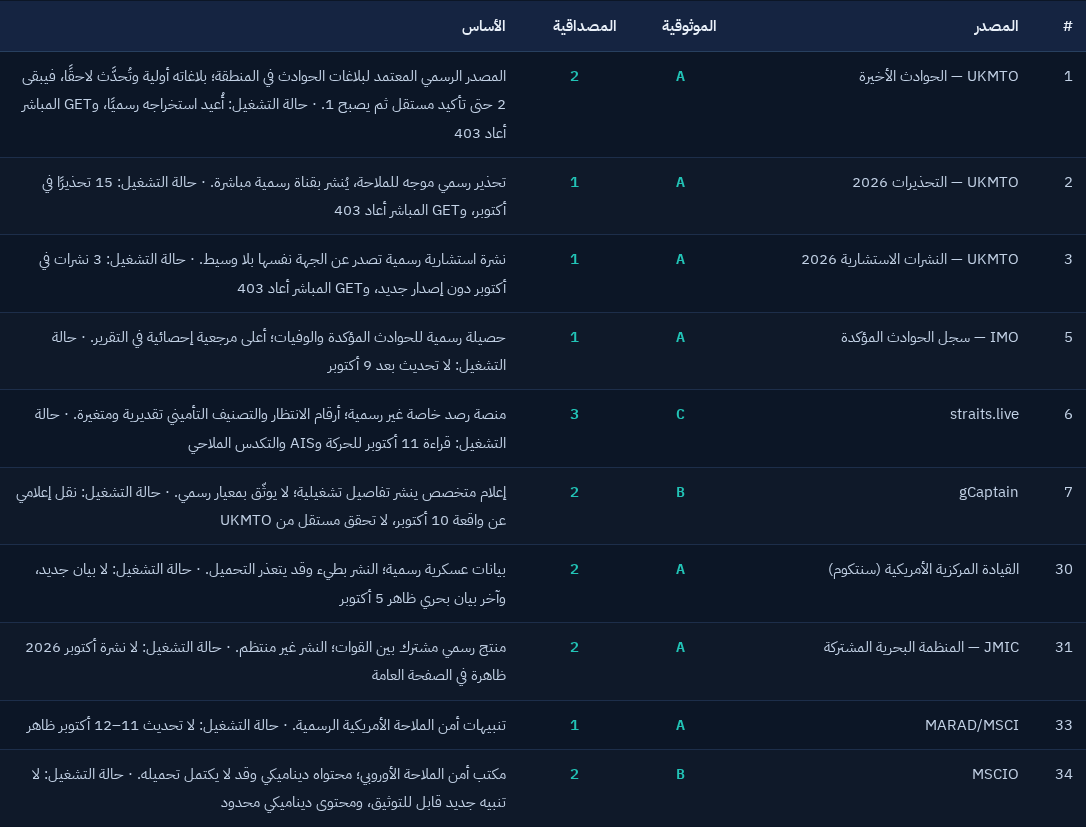 # المصدر الموثوقية المصداقية الأساس
1 UKMTO — الحوادث الأخيرة A 2 المصدر الرسمي المعتمد لبلاغات الحوادث في المنطقة؛ بلاغاته أولية وتُحدَّث لاحقًا، فيبقى
2 حتى تأكيد مستقل ثم يصبح 1. · حالة التشغيل: أُعيد استخراجه رسميًا، وGET المباشر
أعاد 403
2 UKMTO — التحذيرات 2026 A 1 تحذير رسمي موجه للملاحة، يُنشر بقناة رسمية مباشرة. · حالة التشغيل: 15 تحذيرًا في
أكتوبر، وGET المباشر أعاد 403
3 UKMTO — النشرات الاستشارية 2026 A 1 نشرة استشارية رسمية تصدر عن الجهة نفسها بلا وسيط. · حالة التشغيل: 3 نشرات في
أكتوبر دون إصدار جديد، وGET المباشر أعاد 403
5 IMO — سجل الحوادث المؤكدة A 1 حصيلة رسمية للحوادث المؤكدة والوفيات؛ أعلى مرجعية إحصائية في التقرير. · حالة
التشغيل: لا تحديث بعد 9 أكتوبر
6 straits.live C 3 منصة رصد خاصة غير رسمية؛ أرقام الانتظار والتصنيف التأميني تقديرية ومتغيرة. · حالة
التشغيل: قراءة 11 أكتوبر للحركة وAIS والتكدس الملاحي
7 gCaptain B 2 إعلام متخصص ينشر تفاصيل تشغيلية؛ لا يوثّق بمعيار رسمي. · حالة التشغيل: نقل إعلامي
عن واقعة 10 أكتوبر، لا تحقق مستقل من UKMTO
30 القيادة المركزية الأمريكية (سنتكوم) A 2 بيانات عسكرية رسمية؛ النشر بطيء وقد يتعذر التحميل. · حالة التشغيل: لا بيان جديد،
وآخر بيان بحري ظاهر 5 أكتوبر
31 JMIC — المنظمة البحرية المشتركة A 2 منتج رسمي مشترك بين القوات؛ النشر غير منتظم. · حالة التشغيل: لا نشرة أكتوبر 2026
ظاهرة في الصفحة العامة
33 MARAD/MSCI A 1 تنبيهات أمن الملاحة الأمريكية الرسمية. · حالة التشغيل: لا تحديث 11–12 أكتوبر ظاهر
34 MSCIO B 2 مكتب أمن الملاحة الأوروبي؛ محتواه ديناميكي وقد لا يكتمل تحميله. · حالة التشغيل: لا
تنبيه جديد قابل للتوثيق، ومحتوى ديناميكي محدود